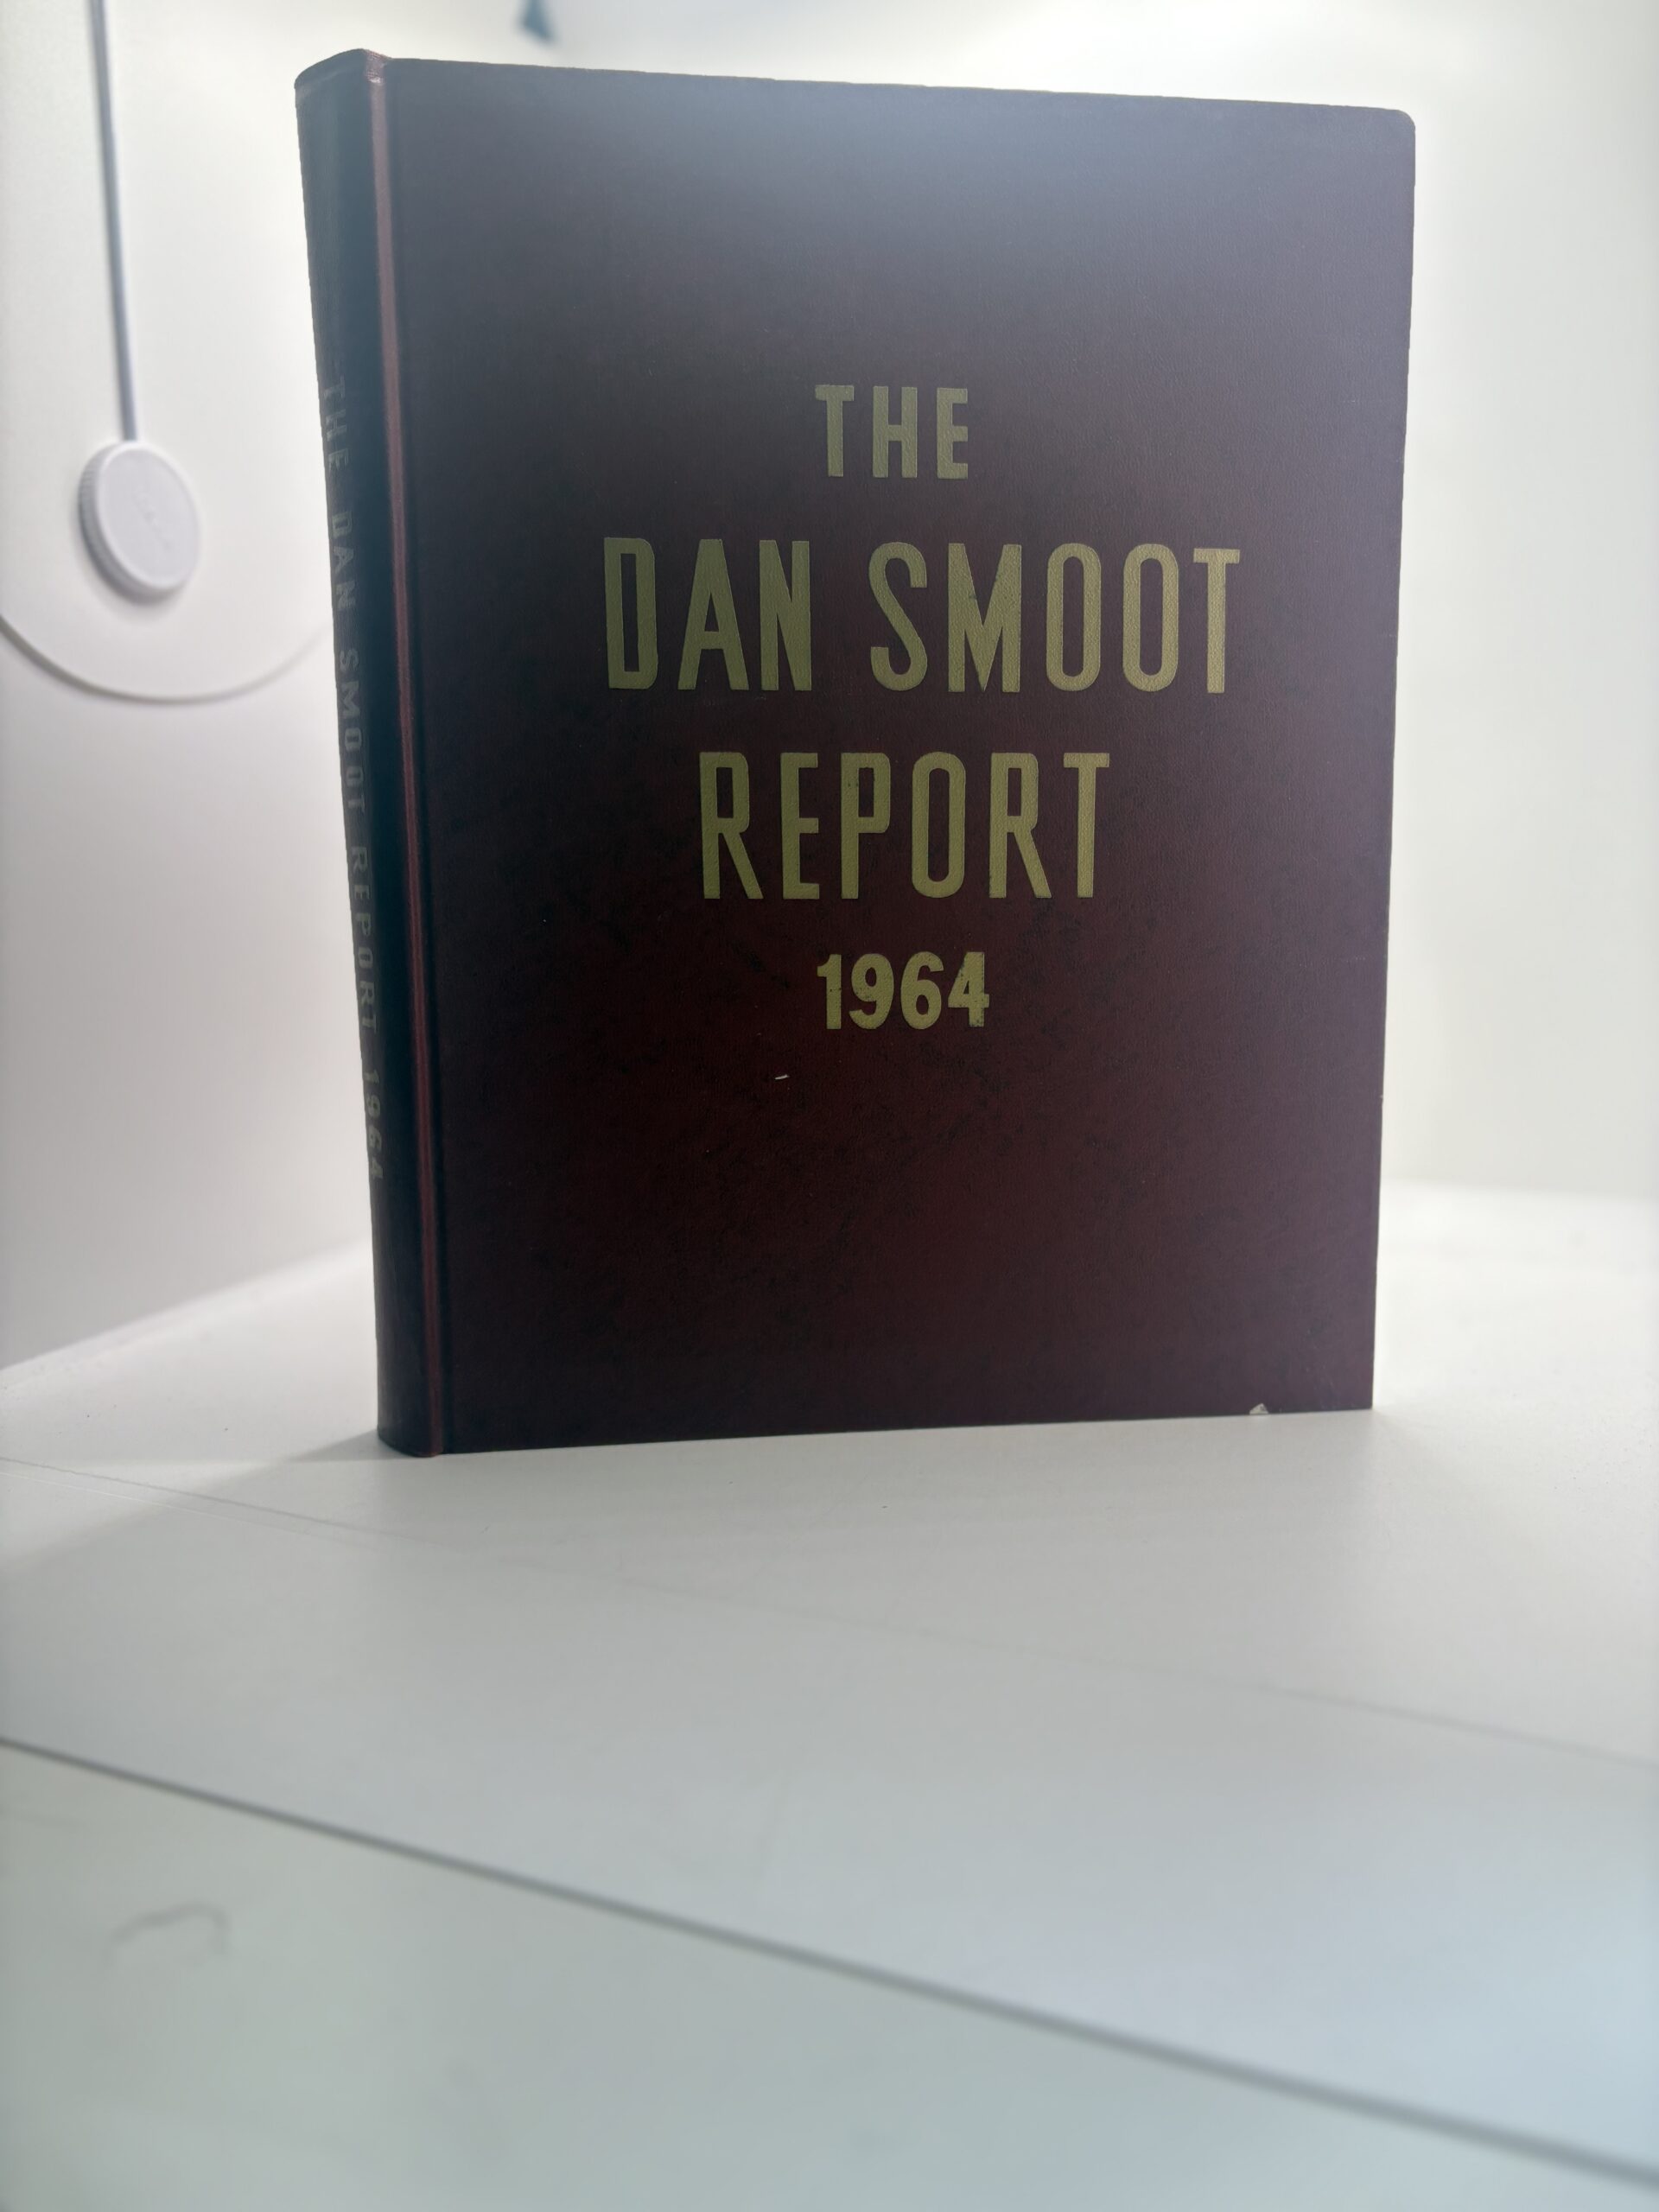 THE
DAN SMOOT
REPORT
1964
THE DAN SMOOT REPORT 1964